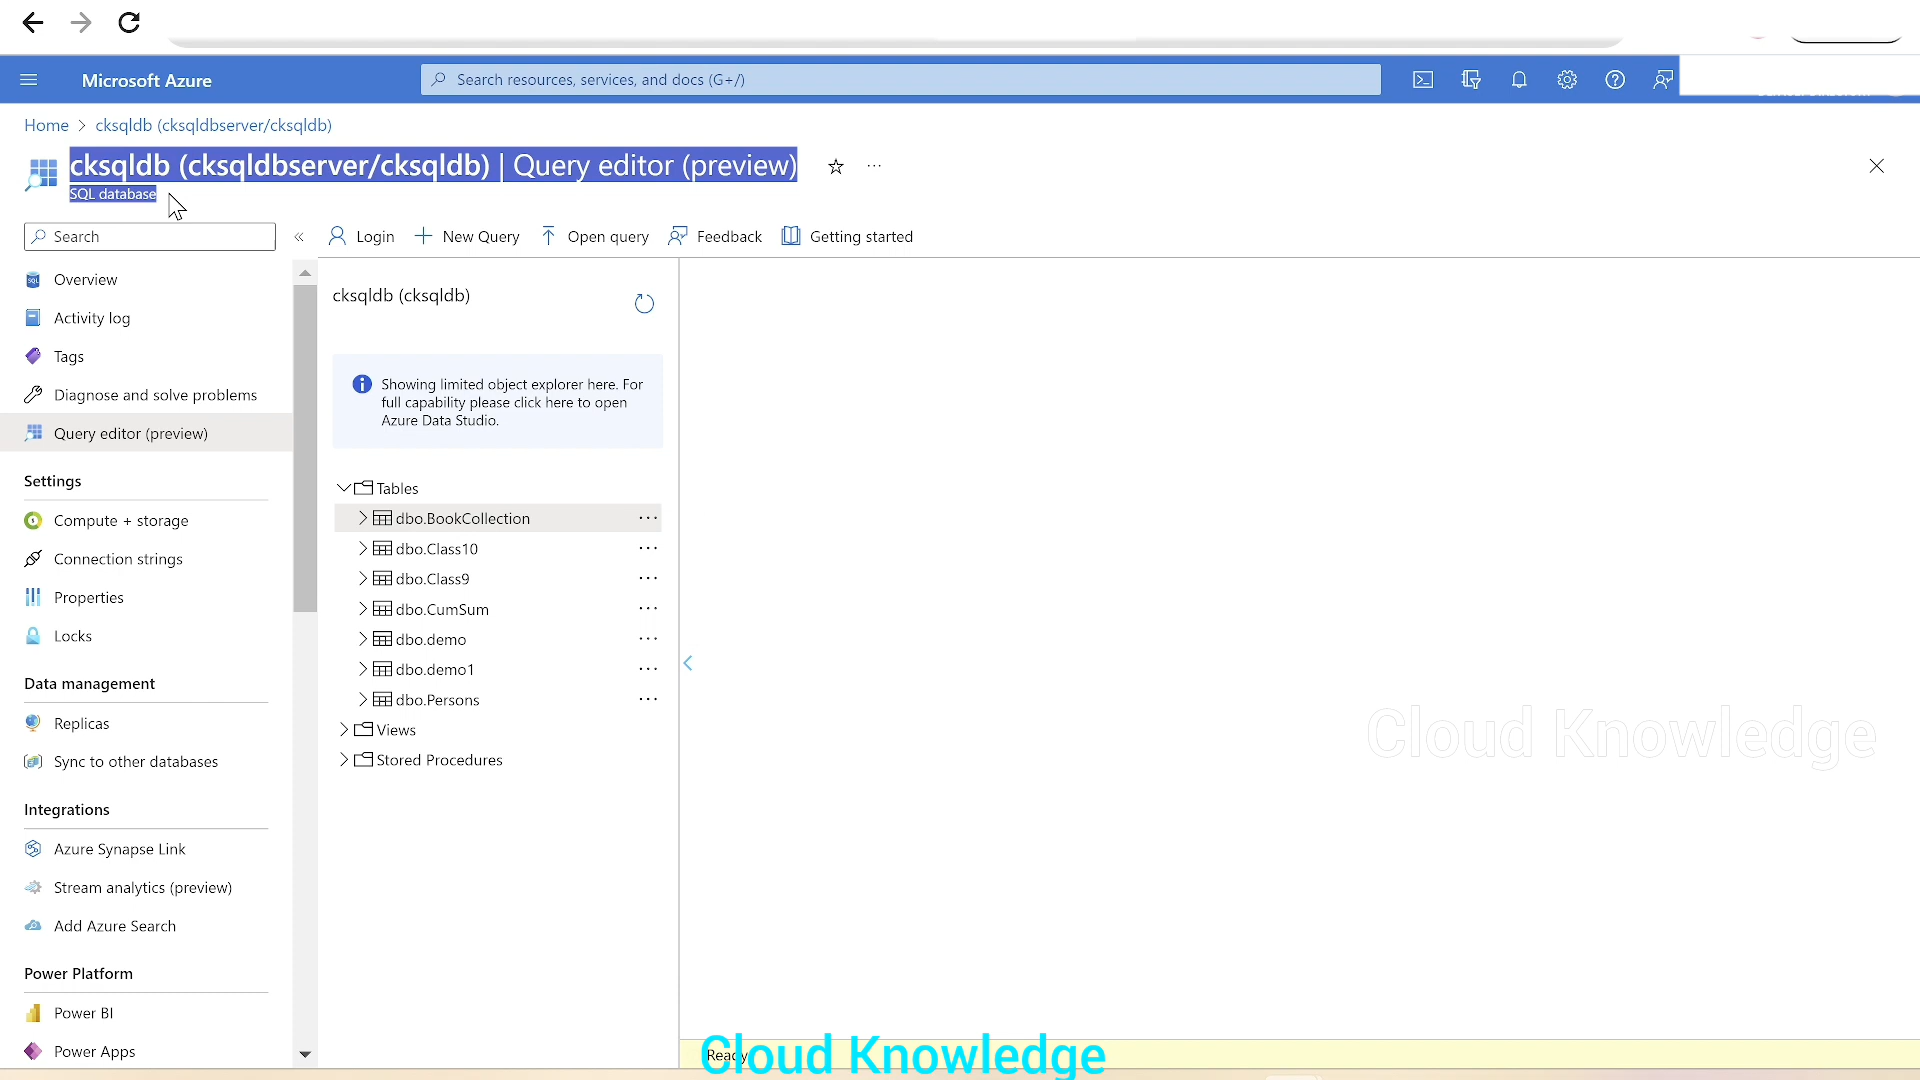 Microsoft Azure
Search resources, services, and docs (G+/)
Home > cksqldb (cksqldbserver/cksqldb)
cksqldb (cksqldbserver/cksqldb) | Query editor (preview)
SQL database
Search
Login
New Query
Open query
Feedback
Getting started
Overview
Activity log
Tags
Diagnose and solve problems
Query editor (preview)
Settings
Compute + storage
Connection strings
Properties
Locks
Data management
Replicas
Sync to other databases
Integrations
Azure Synapse Link
Stream analytics (preview)
Add Azure Search
Power Platform
Power BI
Power Apps
cksqldb (cksqldb)
Showing limited object explorer here. For
full capability please click here to open
Azure Data Studio.
Tables
dbo.BookCollection
dbo.Class10
dbo.Class9
dbo.CumSum
dbo.demo
dbo.demo1
dbo.Persons
Views
Stored Procedures
Cloud Knowledge
Ready
Cloud Knowledge